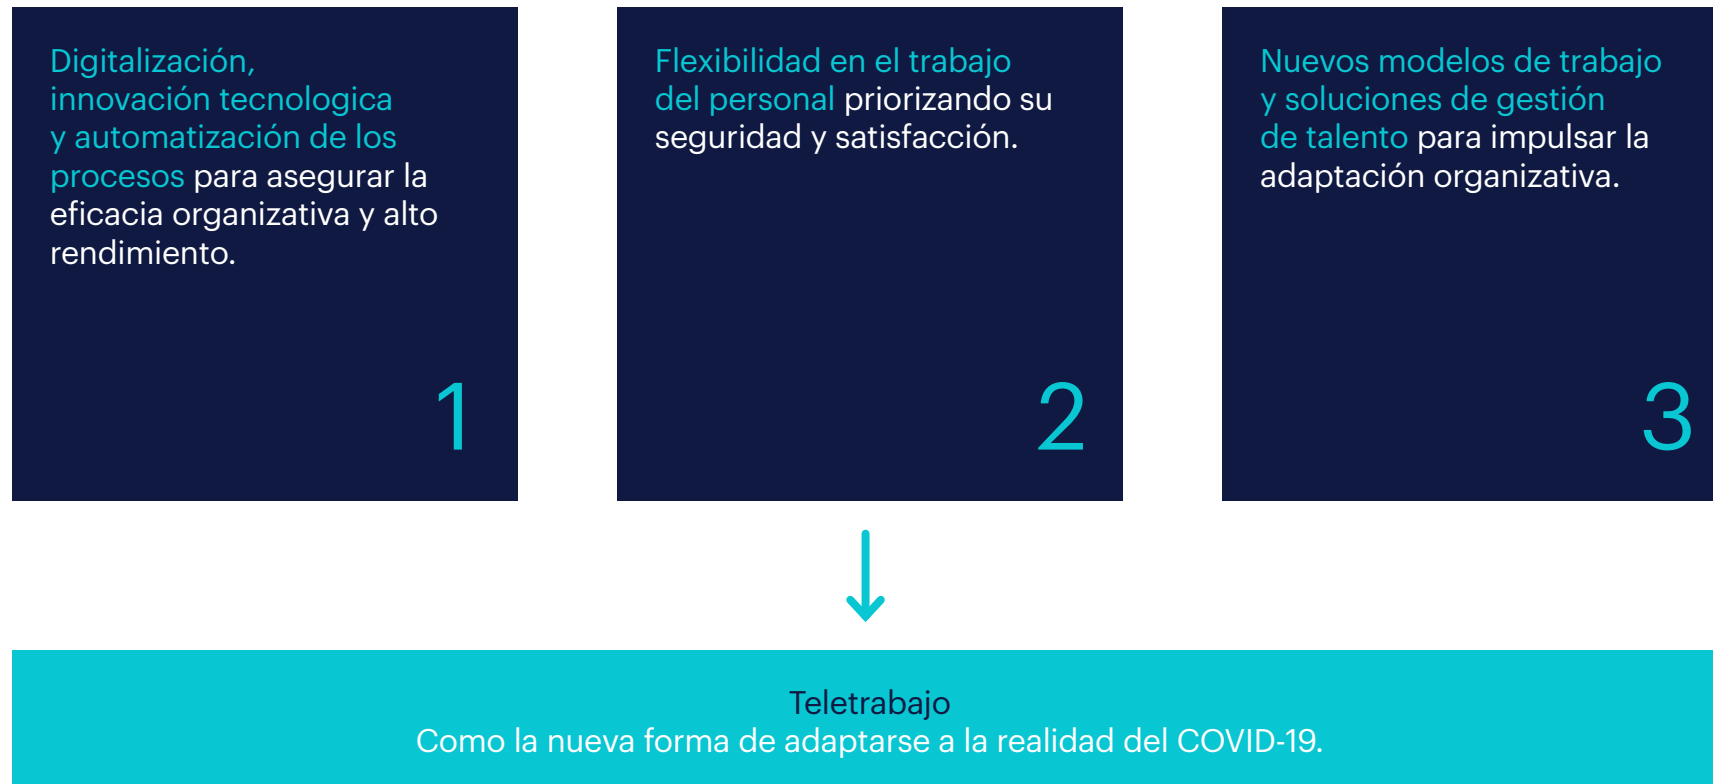 Digitalización,
innovación tecnologica
y automatización de los
procesos para asegurar la
eficacia organizativa y alto
rendimiento.
1
Flexibilidad en el trabajo
del personal priorizando su
seguridad y satisfacción.
2
Nuevos modelos de trabajo
y soluciones de gestión
de talento para impulsar la
adaptación organizativa.
3
Teletrabajo
Como la nueva forma de adaptarse a la realidad del COVID-19.